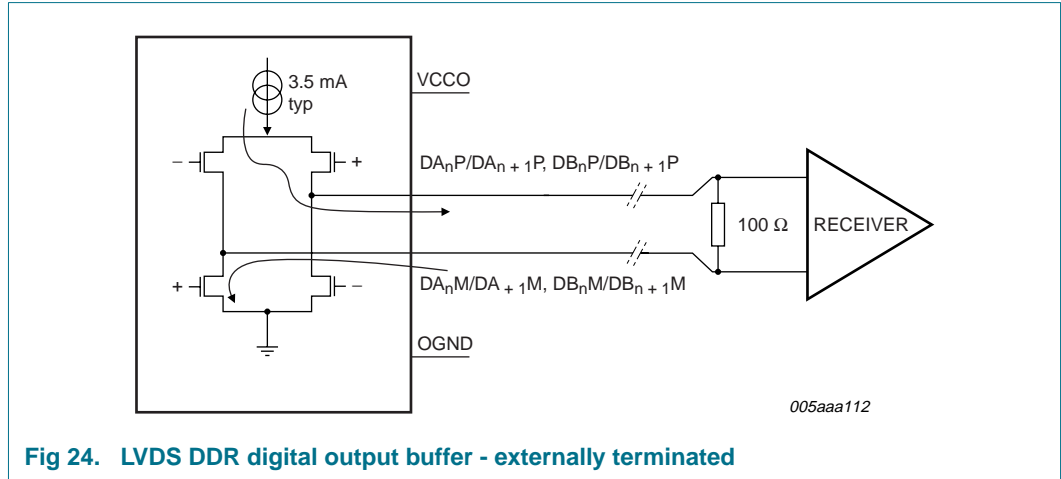 3.5 mA
typ
VCCO
−
+
DAnP/DAn + 1P, DBnP/DBn + 1P
100 Ω
RECEIVER
+
−
DAnM/DA + 1M, DBnM/DBn + 1M
OGND
005aaa112
Fig 24. LVDS DDR digital output buffer - externally terminated